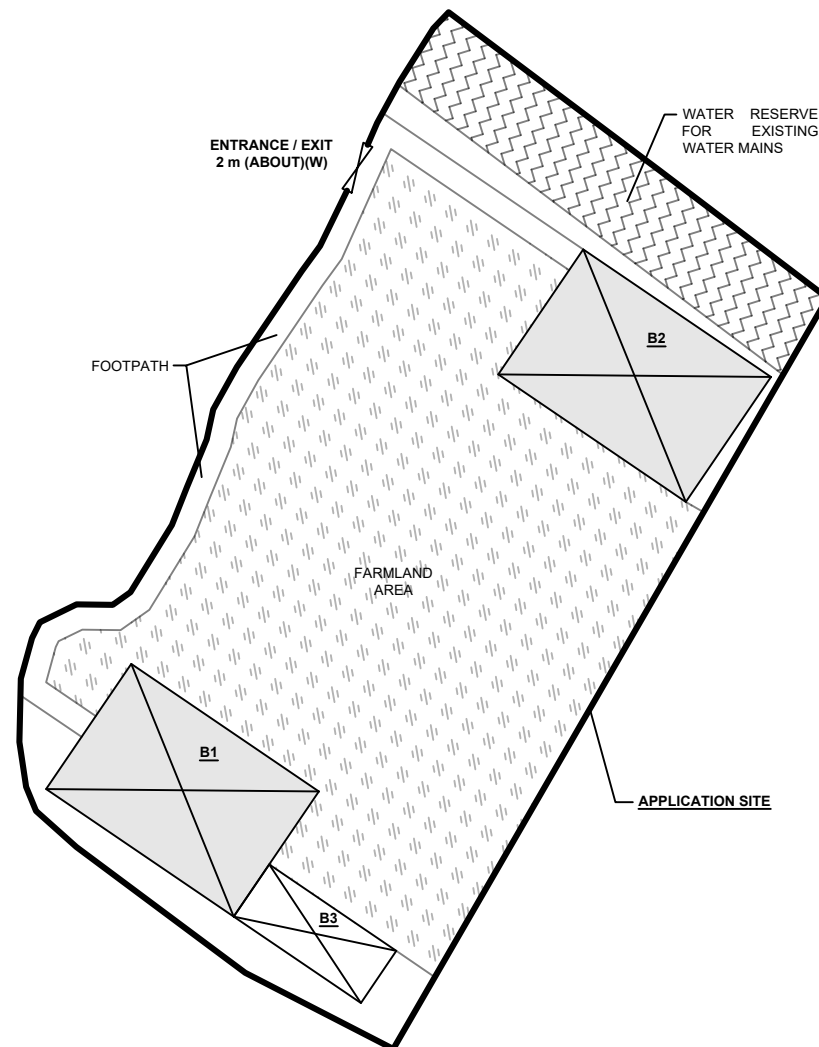 WATER RESERVE
FOR EXISTING
WATER MAINS
ENTRANCE / EXIT
2 m (ABOUT)(W)
B2
FOOTPATH
FARMLAND
AREA
B1
APPLICATION SITE
B3